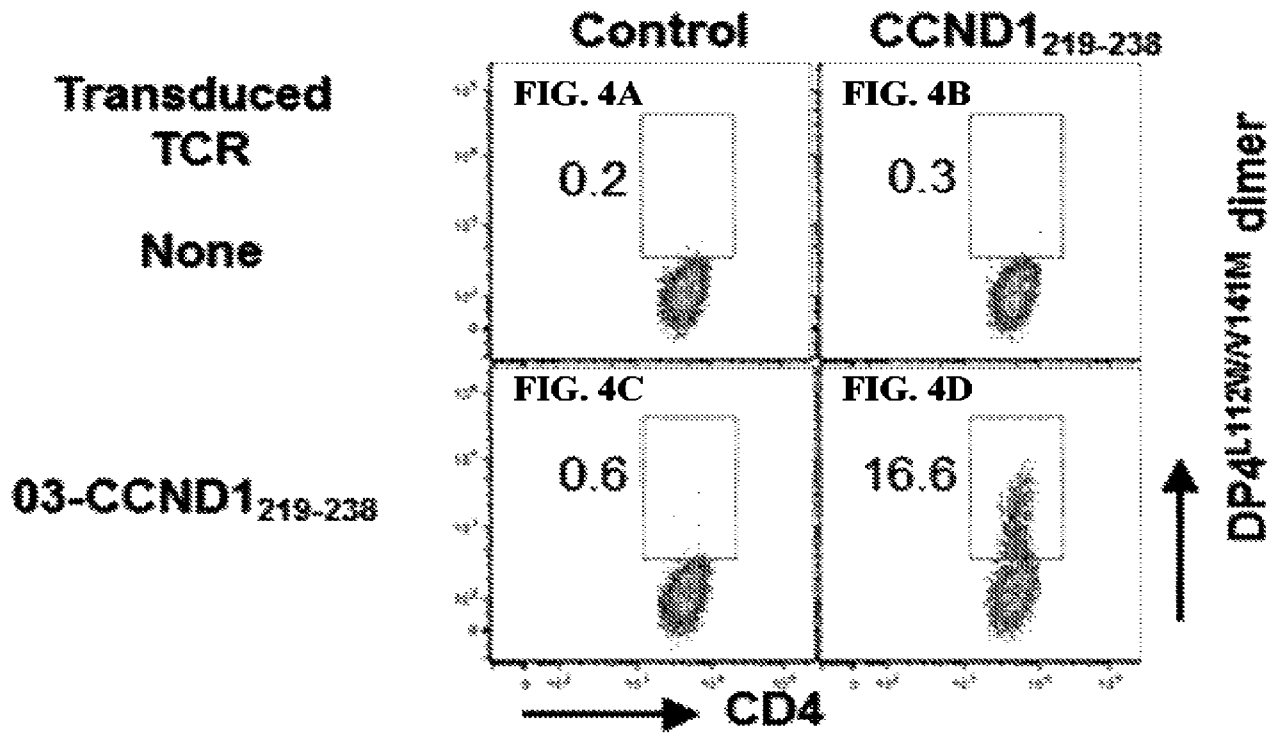 Control
CCND1219-238
Transduced
TCR
None
FIG. 4A
0.2
FIG. 4B
0.3
03-CCND1219-238
FIG. 4C
0.6
FIG. 4D
16.6
DP4L112W/V141M dimer
CD4